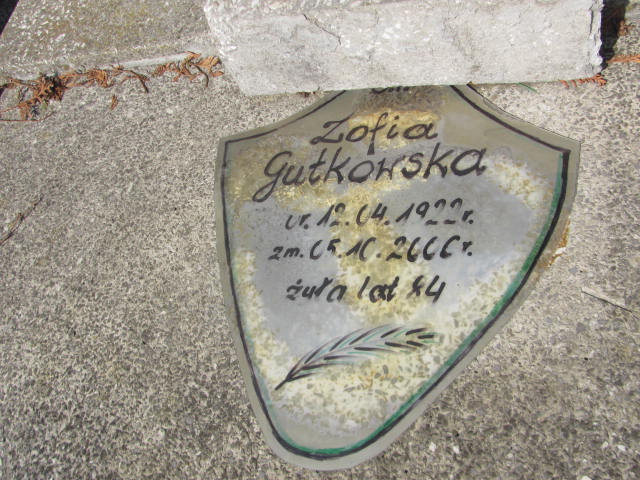 Zofia
Gutkowska
ur. 12.04.1922r.
zm. 05.10.2006r.
żyła lat 84